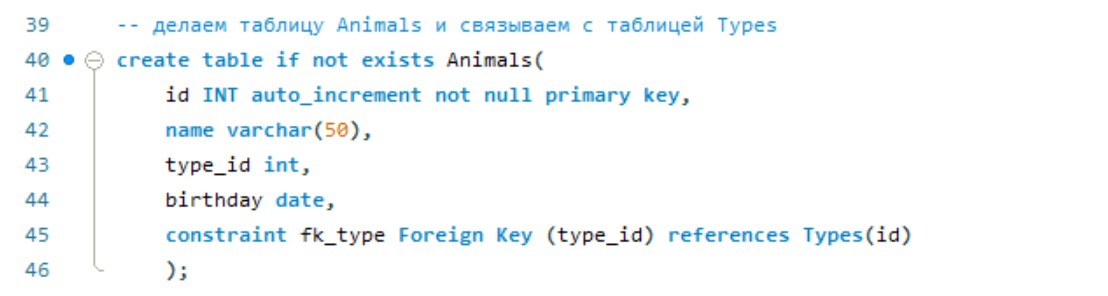 39 -- делаем таблицу Animals и связываем с таблицей Types
40 create table if not exists Animals(
41 id INT auto_increment not null primary key,
42 name varchar(50),
43 type_id int,
44 birthday date,
45 constraint fk_type Foreign Key (type_id) references Types(id)
46 );